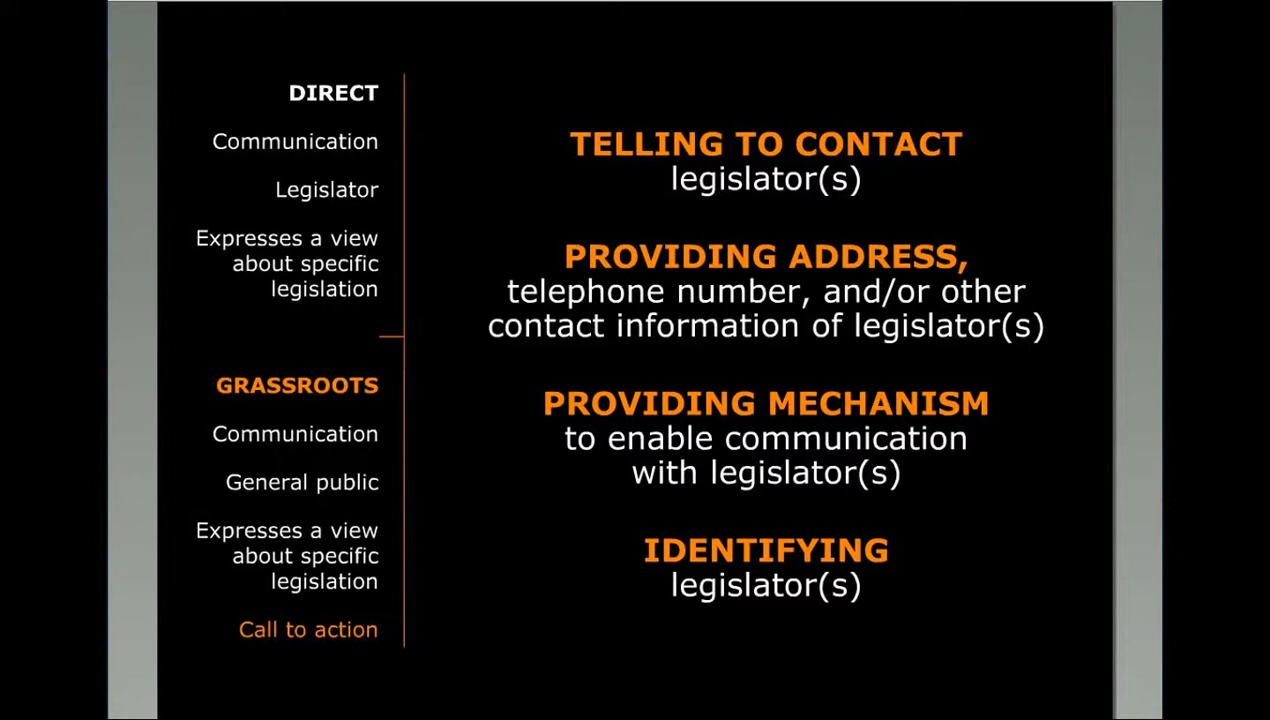 DIRECT
Communication
Legislator
Expresses a view
about specific
legislation
GRASSROOTS
Communication
General public
Expresses a view
about specific
legislation
Call to action
TELLING TO CONTACT
legislator(s)
PROVIDING ADDRESS,
telephone number, and/or other
contact information of legislator(s)
PROVIDING MECHANISM
to enable communication
with legislator(s)
IDENTIFYING
legislator(s)